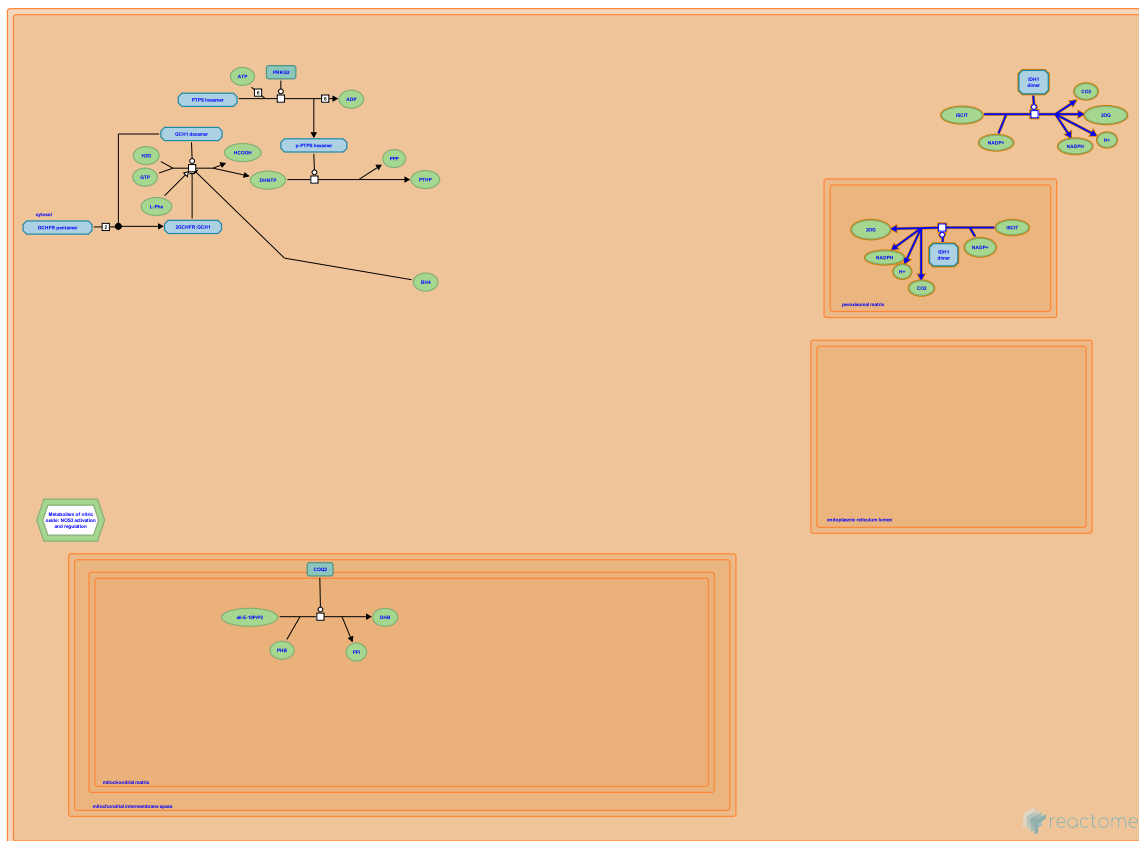 ATP
PRKG2
6
PTPS hexamer
6
ADP
GCH1 decamer
p-PTPS hexamer
H2O
HCOOH
GTP
DHNTP
PPP
PTHP
L-Phe
cytosol
GCHFR pentamer
2
2GCHFR:GCH1
BH4
IDH1
dimer
CO2
ISCIT
2OG
NADP+
NADPH
H+
2OG
ISCIT
NADP+
NADPH
IDH1
dimer
H+
CO2
peroxisomal matrix
endoplasmic reticulum lumen
Metabolism of nitric
oxide: NOS3 activation
and regulation
COQ2
all-E-10PrP2
DHB
PHB
PPi
mitochondrial matrix
mitochondrial intermembrane space
reactome